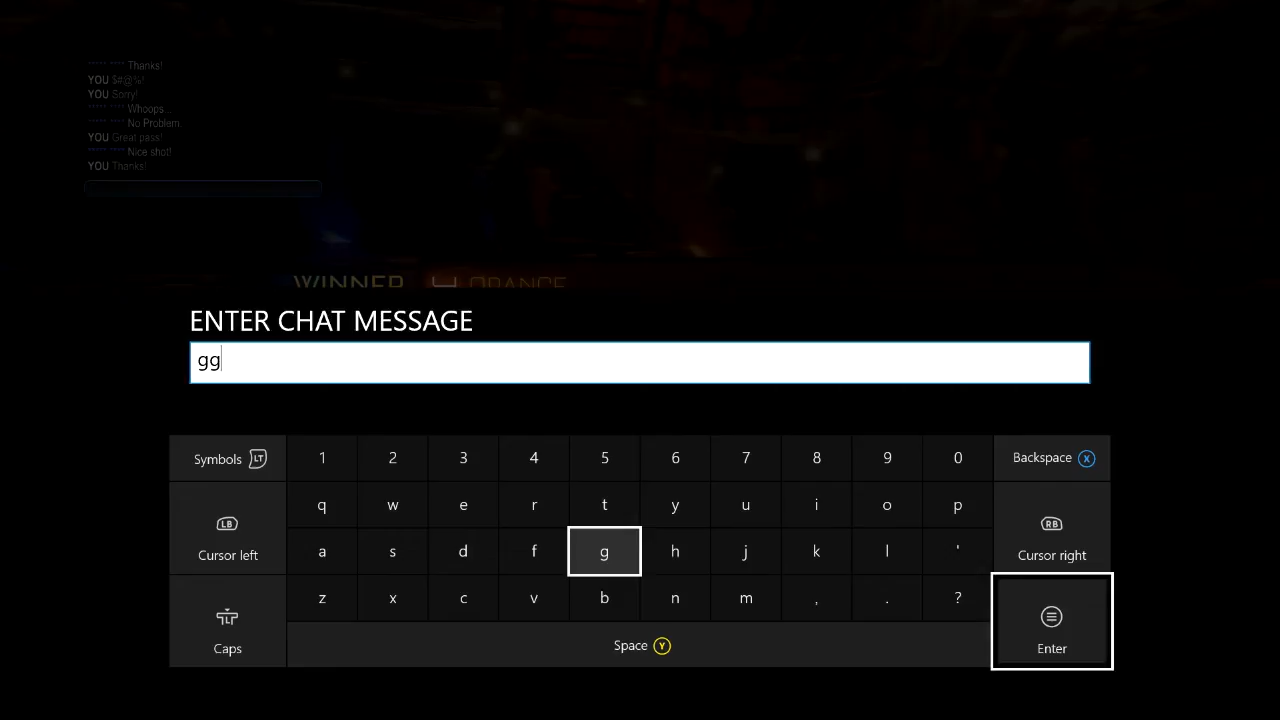 Thanks!
YOU $#@%!
YOU Sorry!
Whoops...
No Problem.
YOU Great pass!
Nice shot!
YOU Thanks!
WINNER ORANGE
ENTER CHAT MESSAGE
gg
Symbols LT 1 2 3 4 5 6 7 8 9 0 Backspace X
q w e r t y u i o p
LB Cursor left a s d f g h j k l ' RB Cursor right
z x c v b n m , . ?
Caps Space Y Enter